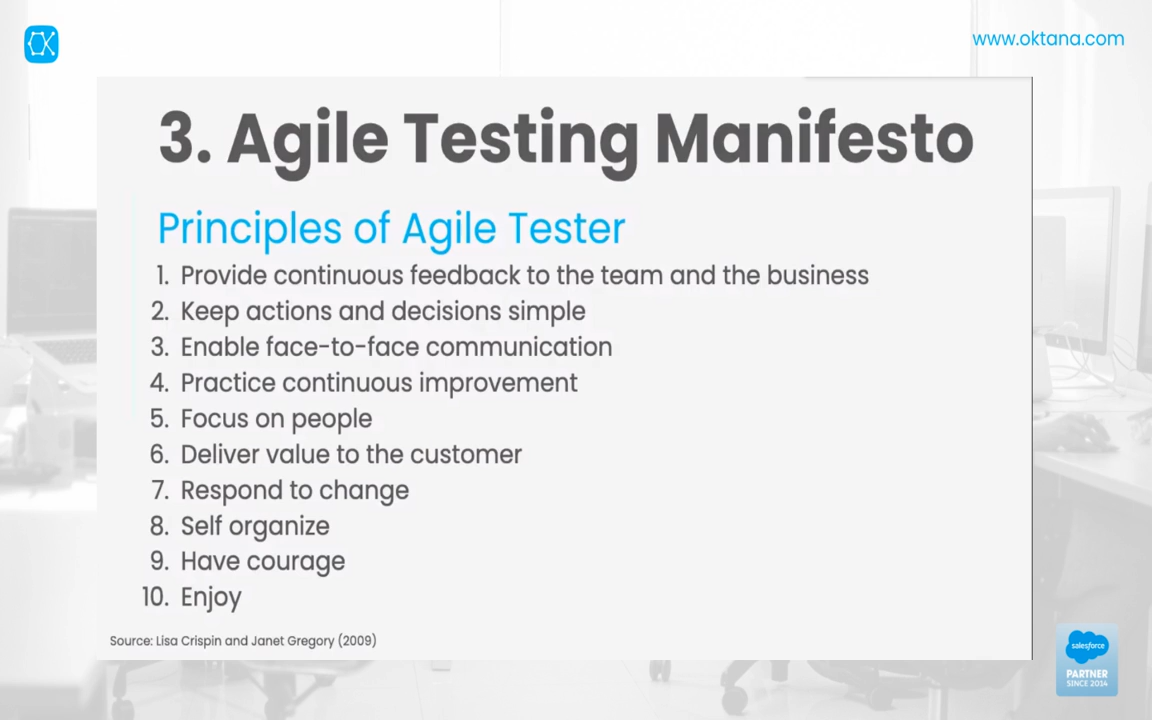 www.oktana.com
3. Agile Testing Manifesto
Principles of Agile Tester
1. Provide continuous feedback to the team and the business
2. Keep actions and decisions simple
3. Enable face-to-face communication
4. Practice continuous improvement
5. Focus on people
6. Deliver value to the customer
7. Respond to change
8. Self organize
9. Have courage
10. Enjoy
Source: Lisa Crispin and Janet Gregory (2009)
salesforce
PARTNER
SINCE 2014